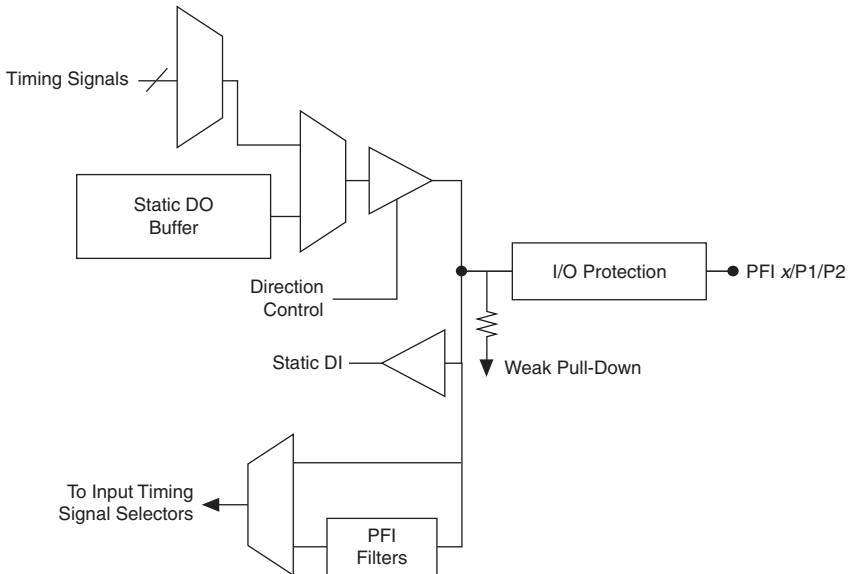 Timing Signals
Static DO
Buffer
I/O Protection
PFI x/P1/P2
Direction
Control
Static DI
Weak Pull-Down
To Input Timing
Signal Selectors
PFI
Filters